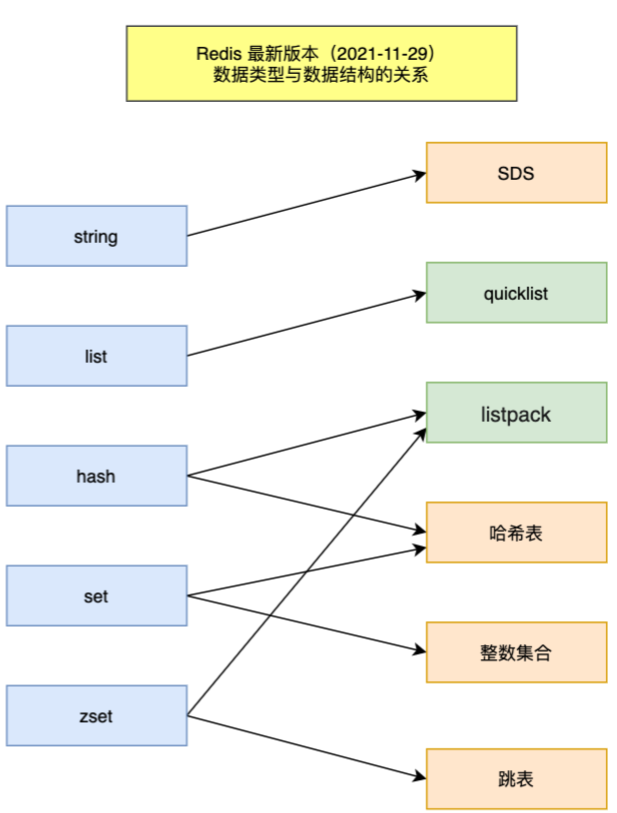 Redis 最新版本（2021-11-29）
数据类型与数据结构的关系
SDS
string
quicklist
list
listpack
hash
哈希表
set
整数集合
zset
跳表